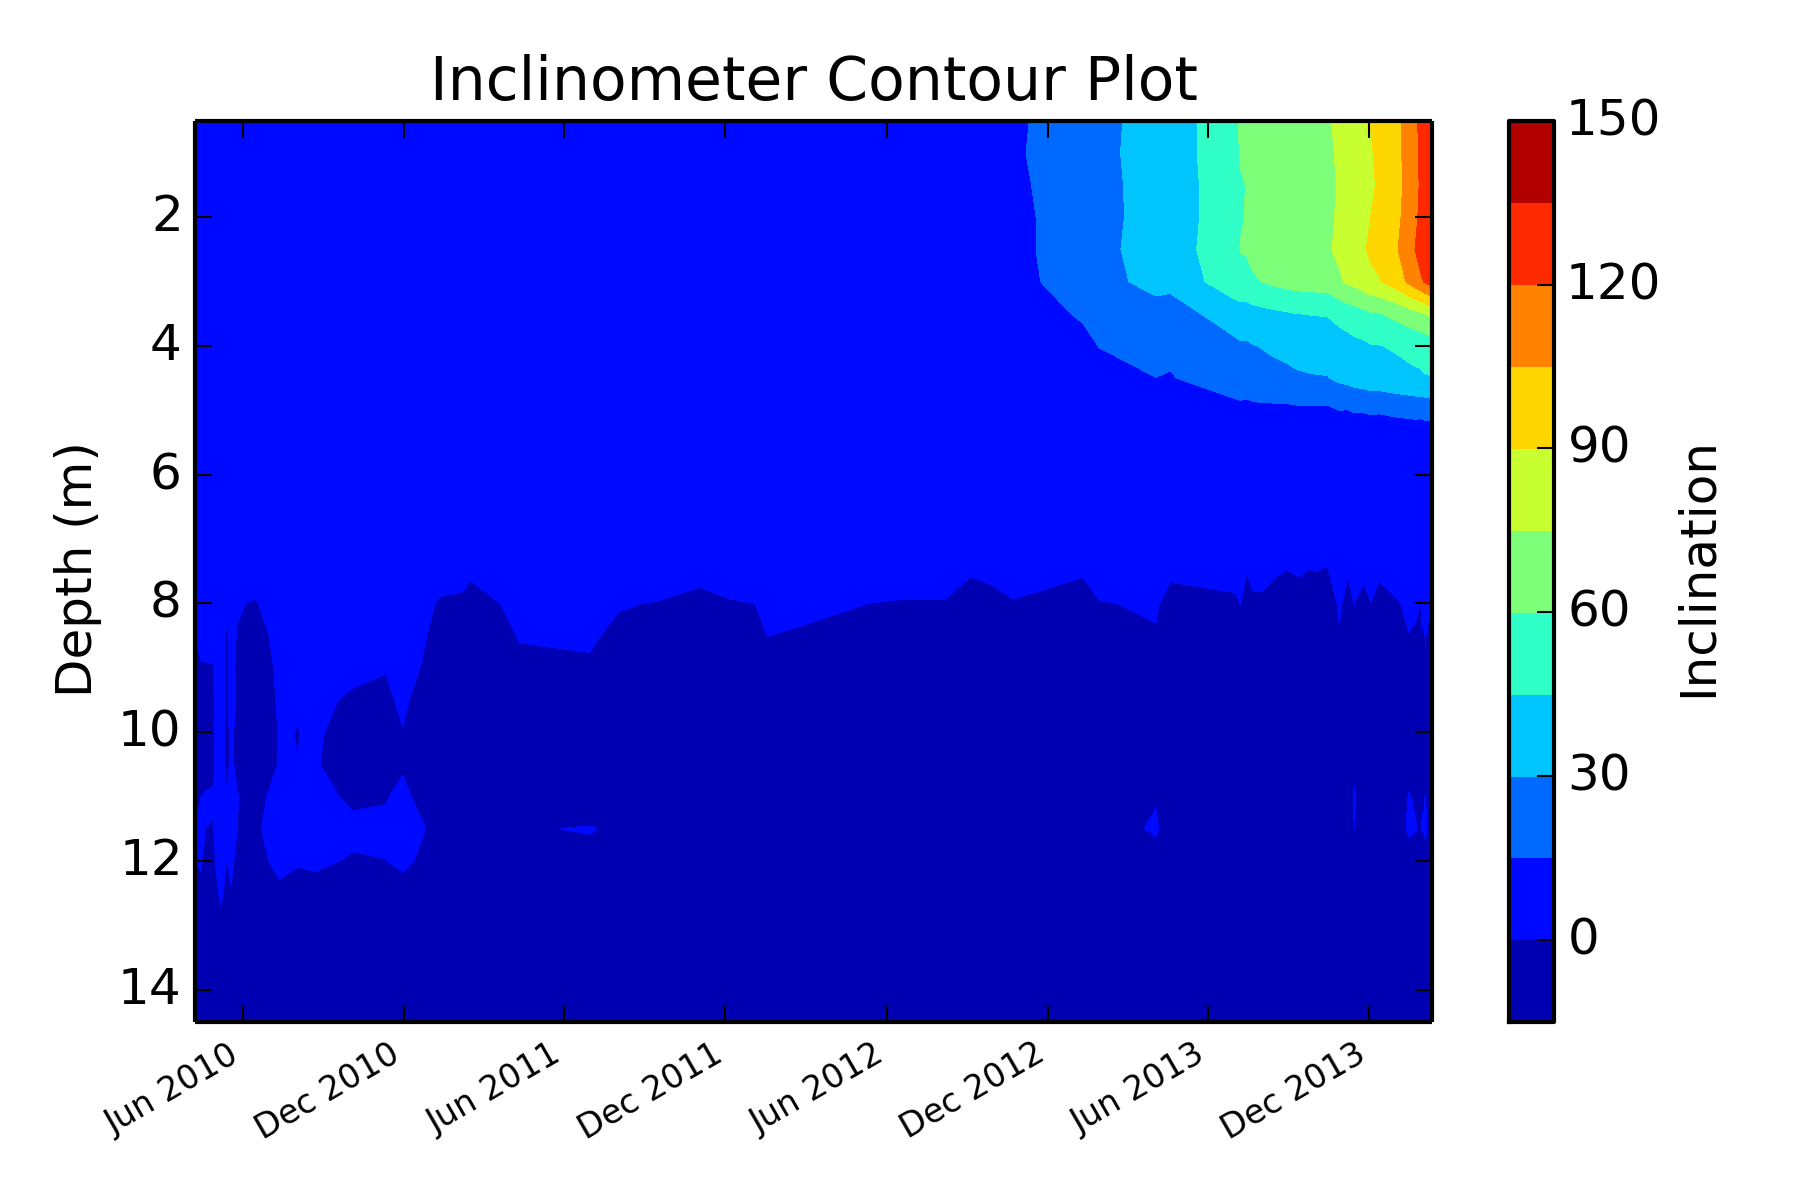 Inclinometer Contour Plot
Depth (m)
2
4
6
8
10
12
14
Jun 2010
Dec 2010
Jun 2011
Dec 2011
Jun 2012
Dec 2012
Jun 2013
Dec 2013
150
120
90
60
30
0
Inclination